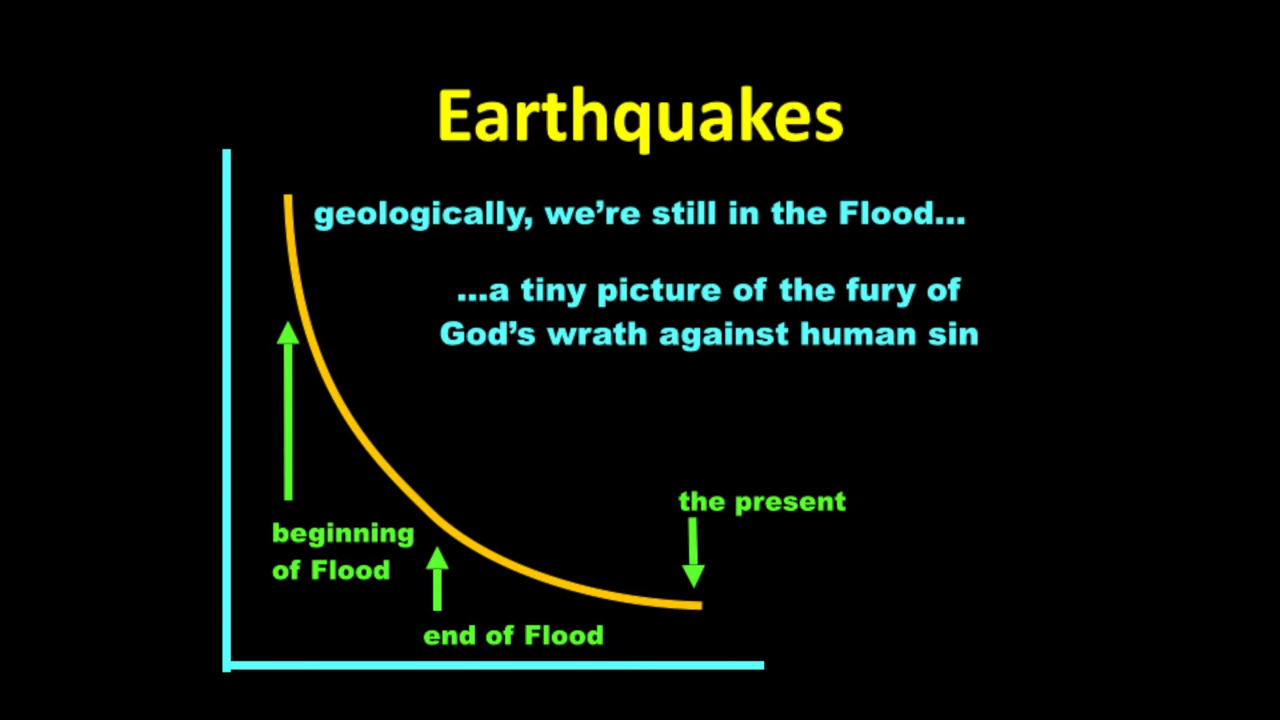 Earthquakes
geologically, we’re still in the Flood...
...a tiny picture of the fury of
God’s wrath against human sin
the present
beginning
of Flood
end of Flood